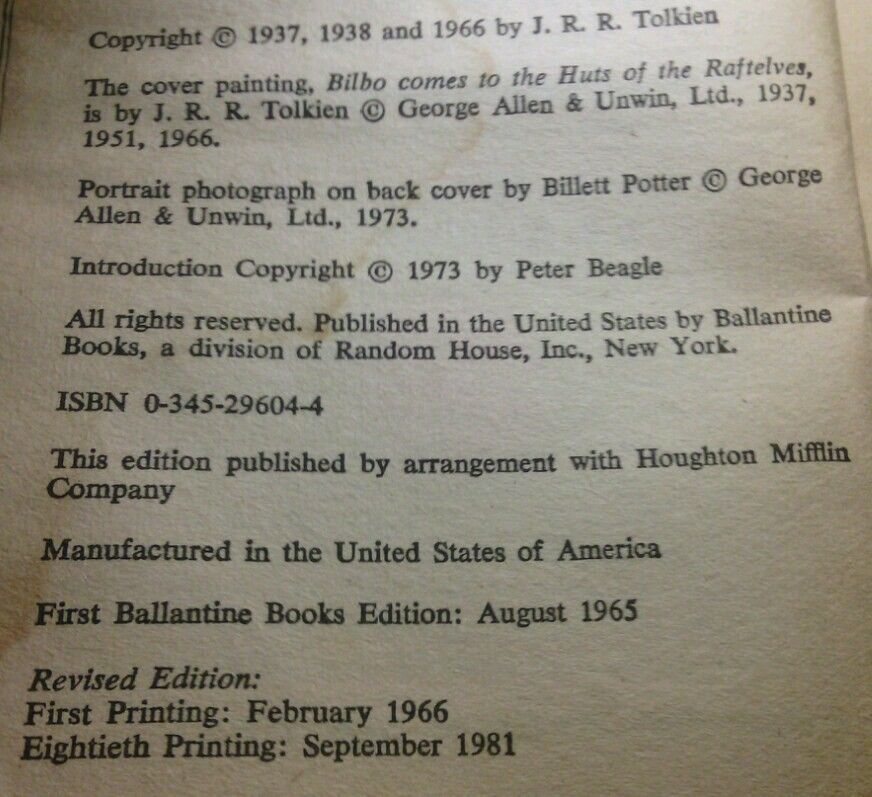 Copyright © 1937, 1938 and 1966 by J. R. R. Tolkien
The cover painting, Bilbo comes to the Huts of the Raftelves,
is by J. R. R. Tolkien © George Allen & Unwin, Ltd., 1937,
1951, 1966.
Portrait photograph on back cover by Billett Potter © George
Allen & Unwin, Ltd., 1973.
Introduction Copyright © 1973 by Peter Beagle
All rights reserved. Published in the United States by Ballantine
Books, a division of Random House, Inc., New York.
ISBN 0-345-29604-4
This edition published by arrangement with Houghton Mifflin
Company
Manufactured in the United States of America
First Ballantine Books Edition: August 1965
Revised Edition:
First Printing: February 1966
Eightieth Printing: September 1981